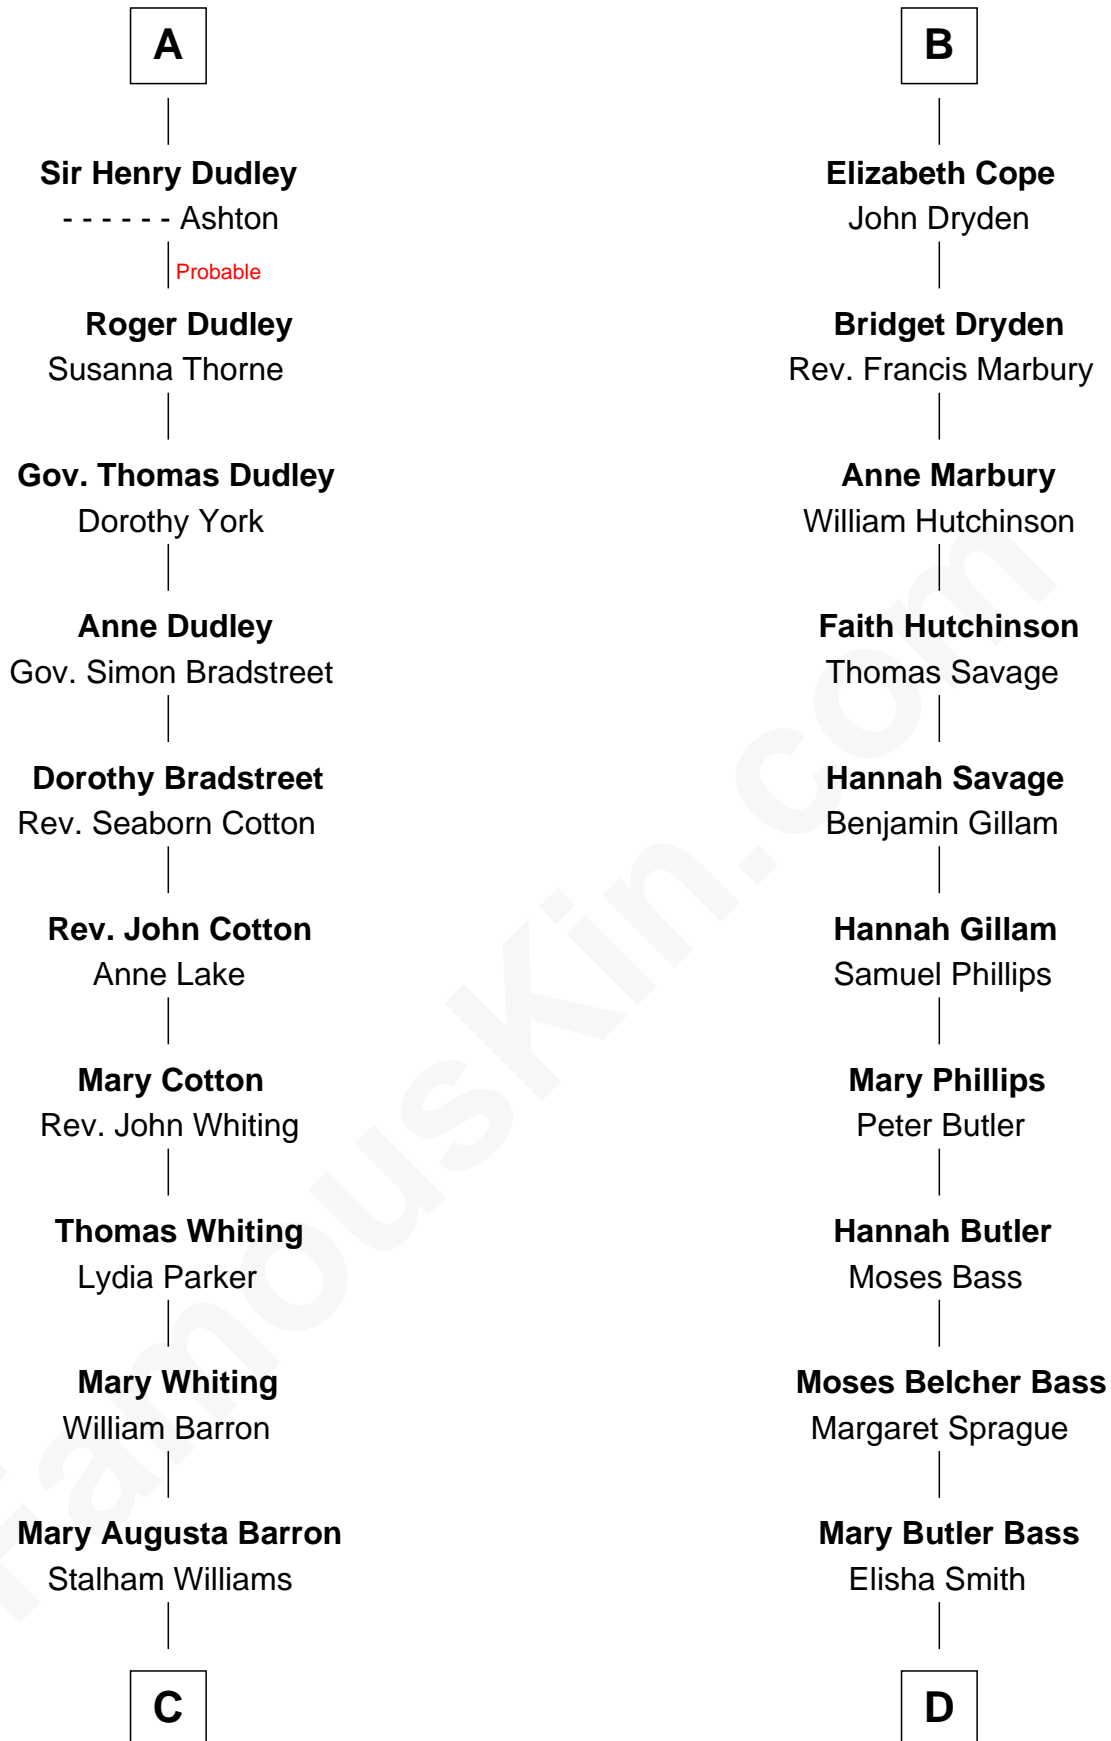 A
Sir Henry Dudley
- - - - - - Ashton
Probable
Roger Dudley
Susanna Thorne
Gov. Thomas Dudley
Dorothy York
Anne Dudley
Gov. Simon Bradstreet
Dorothy Bradstreet
Rev. Seaborn Cotton
Rev. John Cotton
Anne Lake
Mary Cotton
Rev. John Whiting
Thomas Whiting
Lydia Parker
Mary Whiting
William Barron
Mary Augusta Barron
Stalham Williams
C
B
Elizabeth Cope
John Dryden
Bridget Dryden
Rev. Francis Marbury
Anne Marbury
William Hutchinson
Faith Hutchinson
Thomas Savage
Hannah Savage
Benjamin Gillam
Hannah Gillam
Samuel Phillips
Mary Phillips
Peter Butler
Hannah Butler
Moses Bass
Moses Belcher Bass
Margaret Sprague
Mary Butler Bass
Elisha Smith
D
FamousKin.com